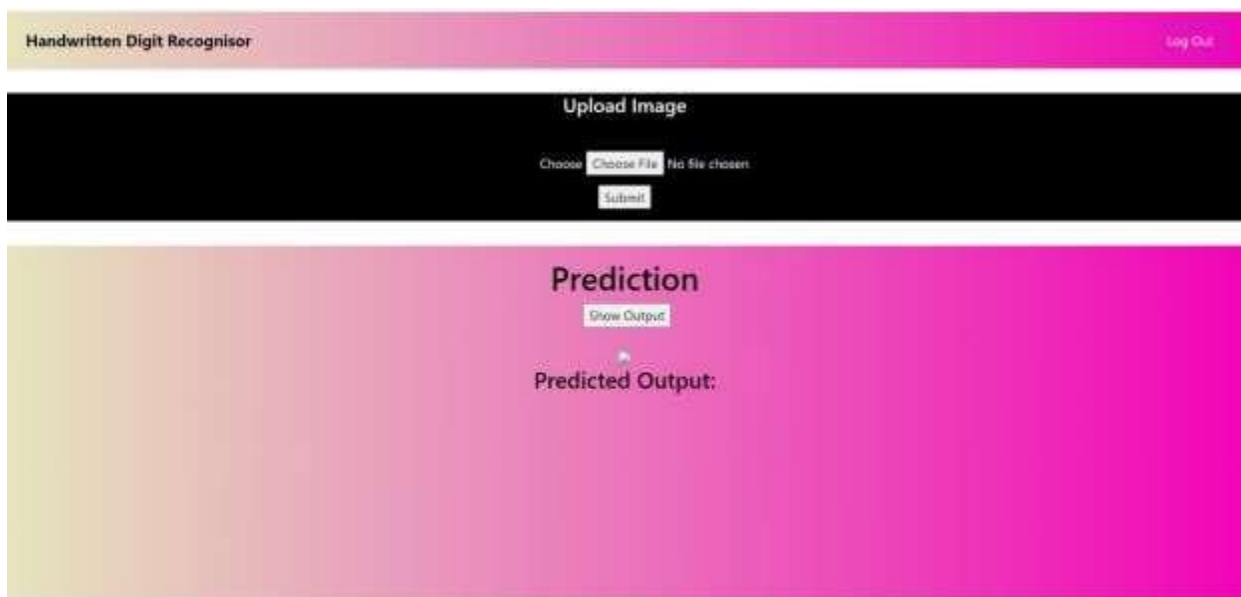 Handwritten Digit Recognisor Log Out
Upload Image
Choose Choose File No file chosen
Submit
Prediction
Show Output
Predicted Output: